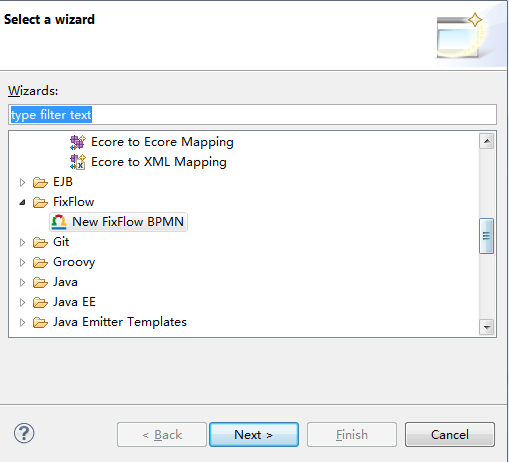 Select a wizard
Wizards:
type filter text
Ecore to Ecore Mapping
Ecore to XML Mapping
EJB
FixFlow
New FixFlow BPMN
Git
Groovy
Java
Java EE
Java Emitter Templates
? < Back Next > Finish Cancel